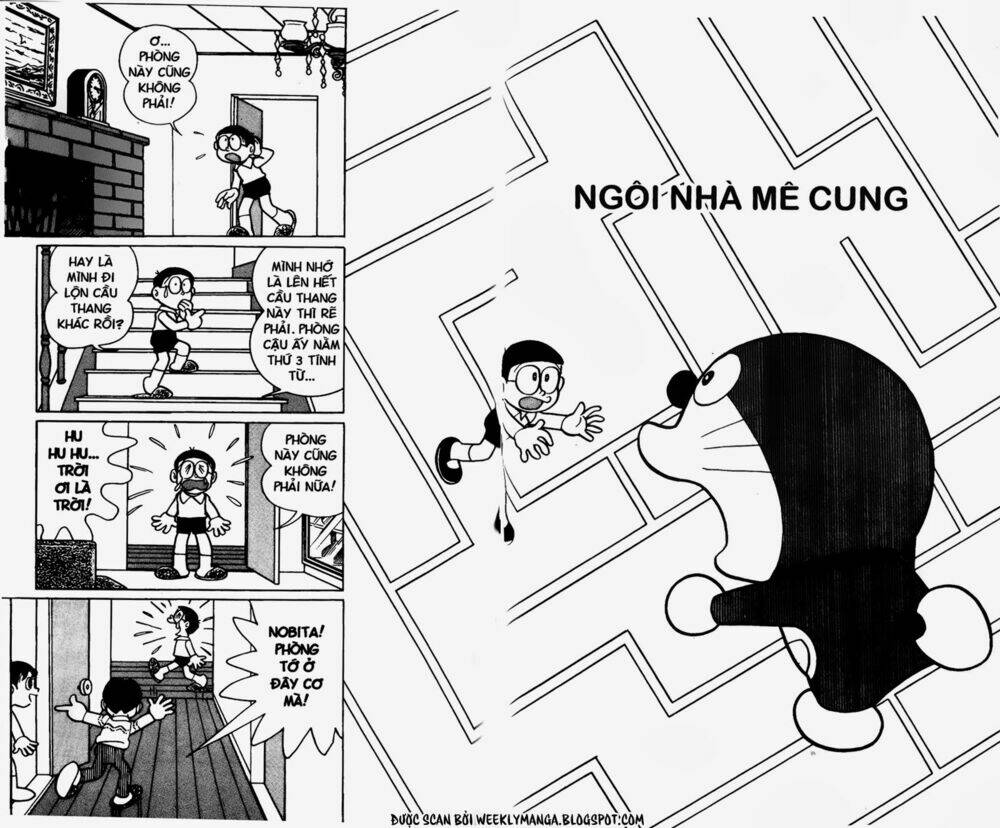 NGÔI NHÀ MÊ CUNG
Ơ...
PHÒNG
NÀY CŨNG
KHÔNG
PHẢI!
HAY LÀ
MÌNH ĐI
LỘN CẦU
THANG
KHÁC RỒI?
MÌNH NHỚ
LÀ LÊN HẾT
CẦU THANG
NÀY THÌ RẼ
PHẢI. PHÒNG
CẬU ẤY NẰM
THỨ 3 TÍNH
TỪ...
PHÒNG
NÀY CŨNG
KHÔNG
PHẢI NỮA!
HU
HU HU...
TRỜI
ƠI LÀ
TRỜI!
NOBITA!
PHÒNG
TỚ Ở
ĐÂY CƠ
MÀ!
ĐƯỢC SCAN BỞI WEEKLYMANGA.BLOGSPOT.COM